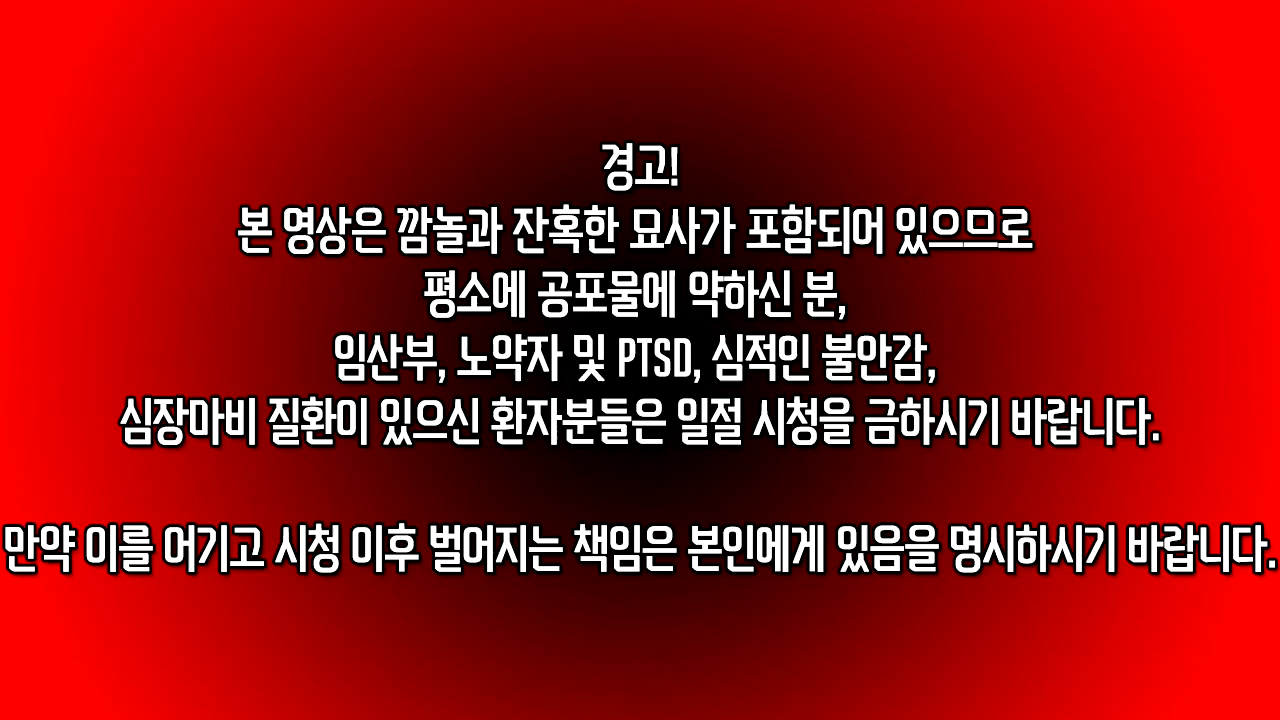 경고!
본 영상은 깜놀과 잔혹한 묘사가 포함되어 있으므로
평소에 공포물에 약하신 분,
임산부, 노약자 및 PTSD, 심적인 불안감,
심장마비 질환이 있으신 환자분들은 일절 시청을 금하시기 바랍니다.
만약 이를 어기고 시청 이후 벌어지는 책임은 본인에게 있음을 명시하시기 바랍니다.